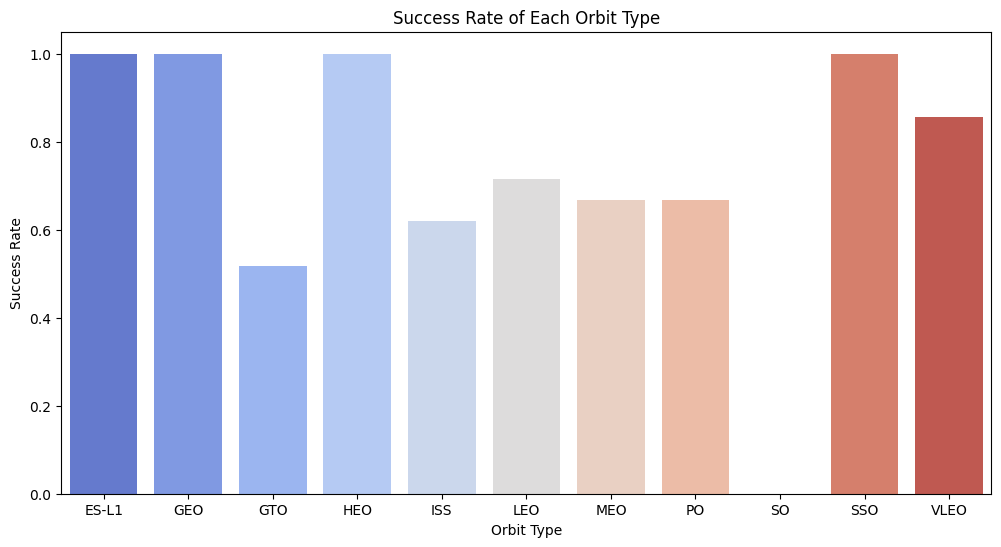 Success Rate of Each Orbit Type
Success Rate
1.0
0.8
0.6
0.4
0.2
0.0
ES-L1 GEO GTO HEO ISS LEO MEO PO SO SSO VLEO
Orbit Type